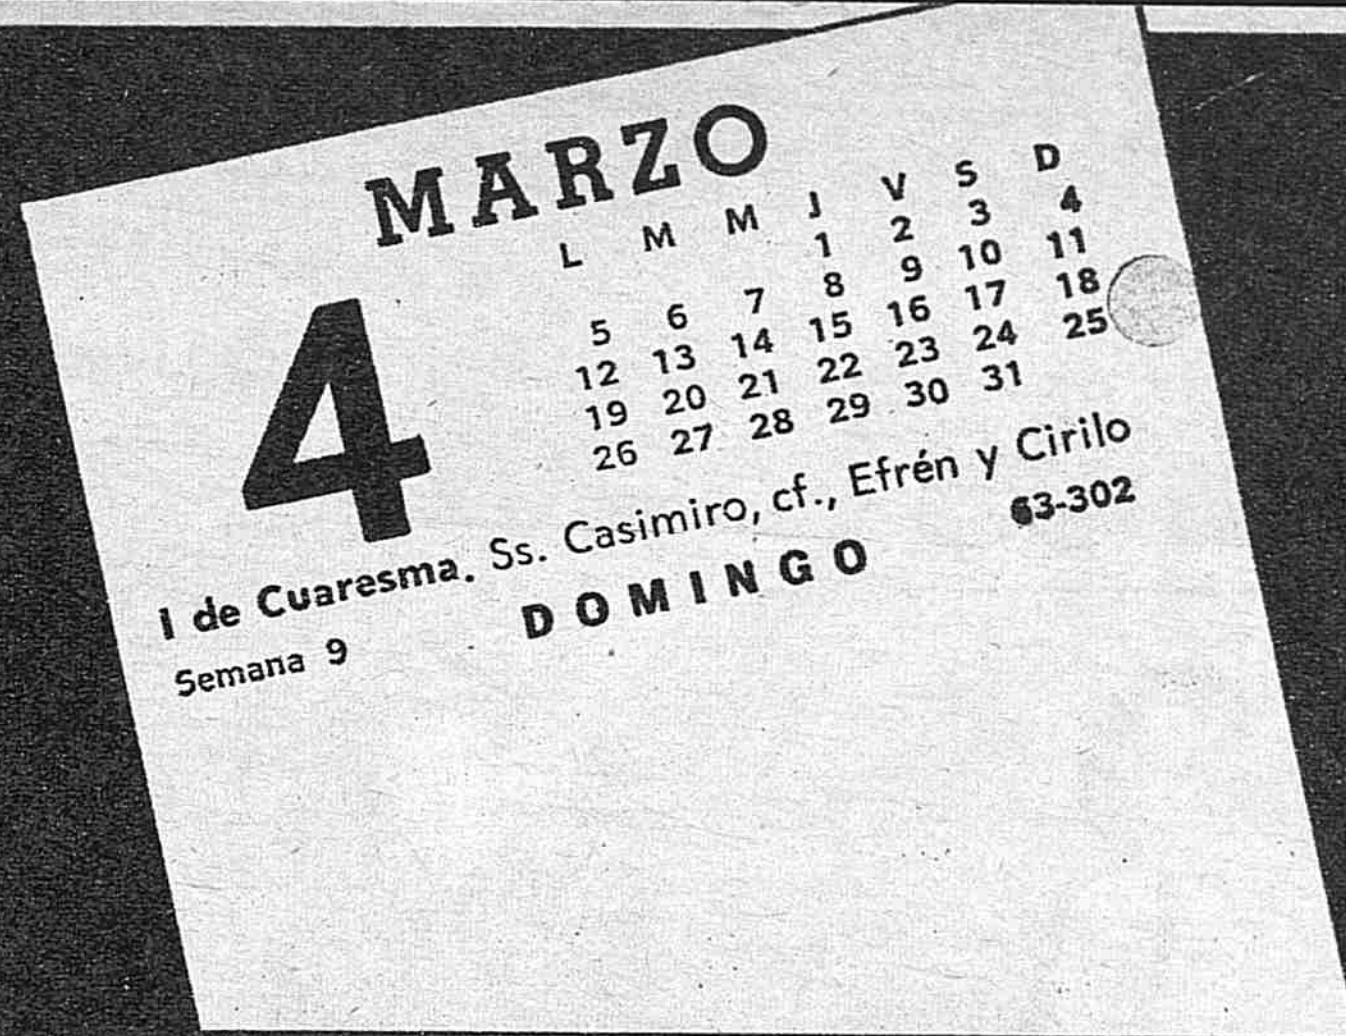 MARZO
4
L M M J V S D
1 2 3 4
5 6 7 8 9 10 11
12 13 14 15 16 17 18
19 20 21 22 23 24 25
26 27 28 29 30 31
I de Cuaresma. Ss. Casimiro, cf., Efrén y Cirilo
Semana 9
DOMINGO
63-302